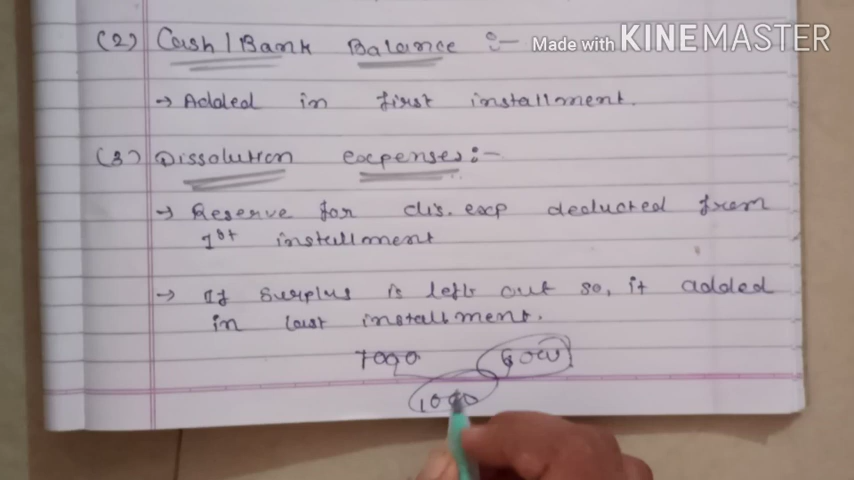 (2) Cash/Bank Balance :-
Made with KINEMASTER
→ Added in first installment.
(3) Dissolution expenses:-
→ Reserve for dis. exp deducted from
1st installment
→ If surplus is left out so, it added
in last installment.
7000 6000
1000